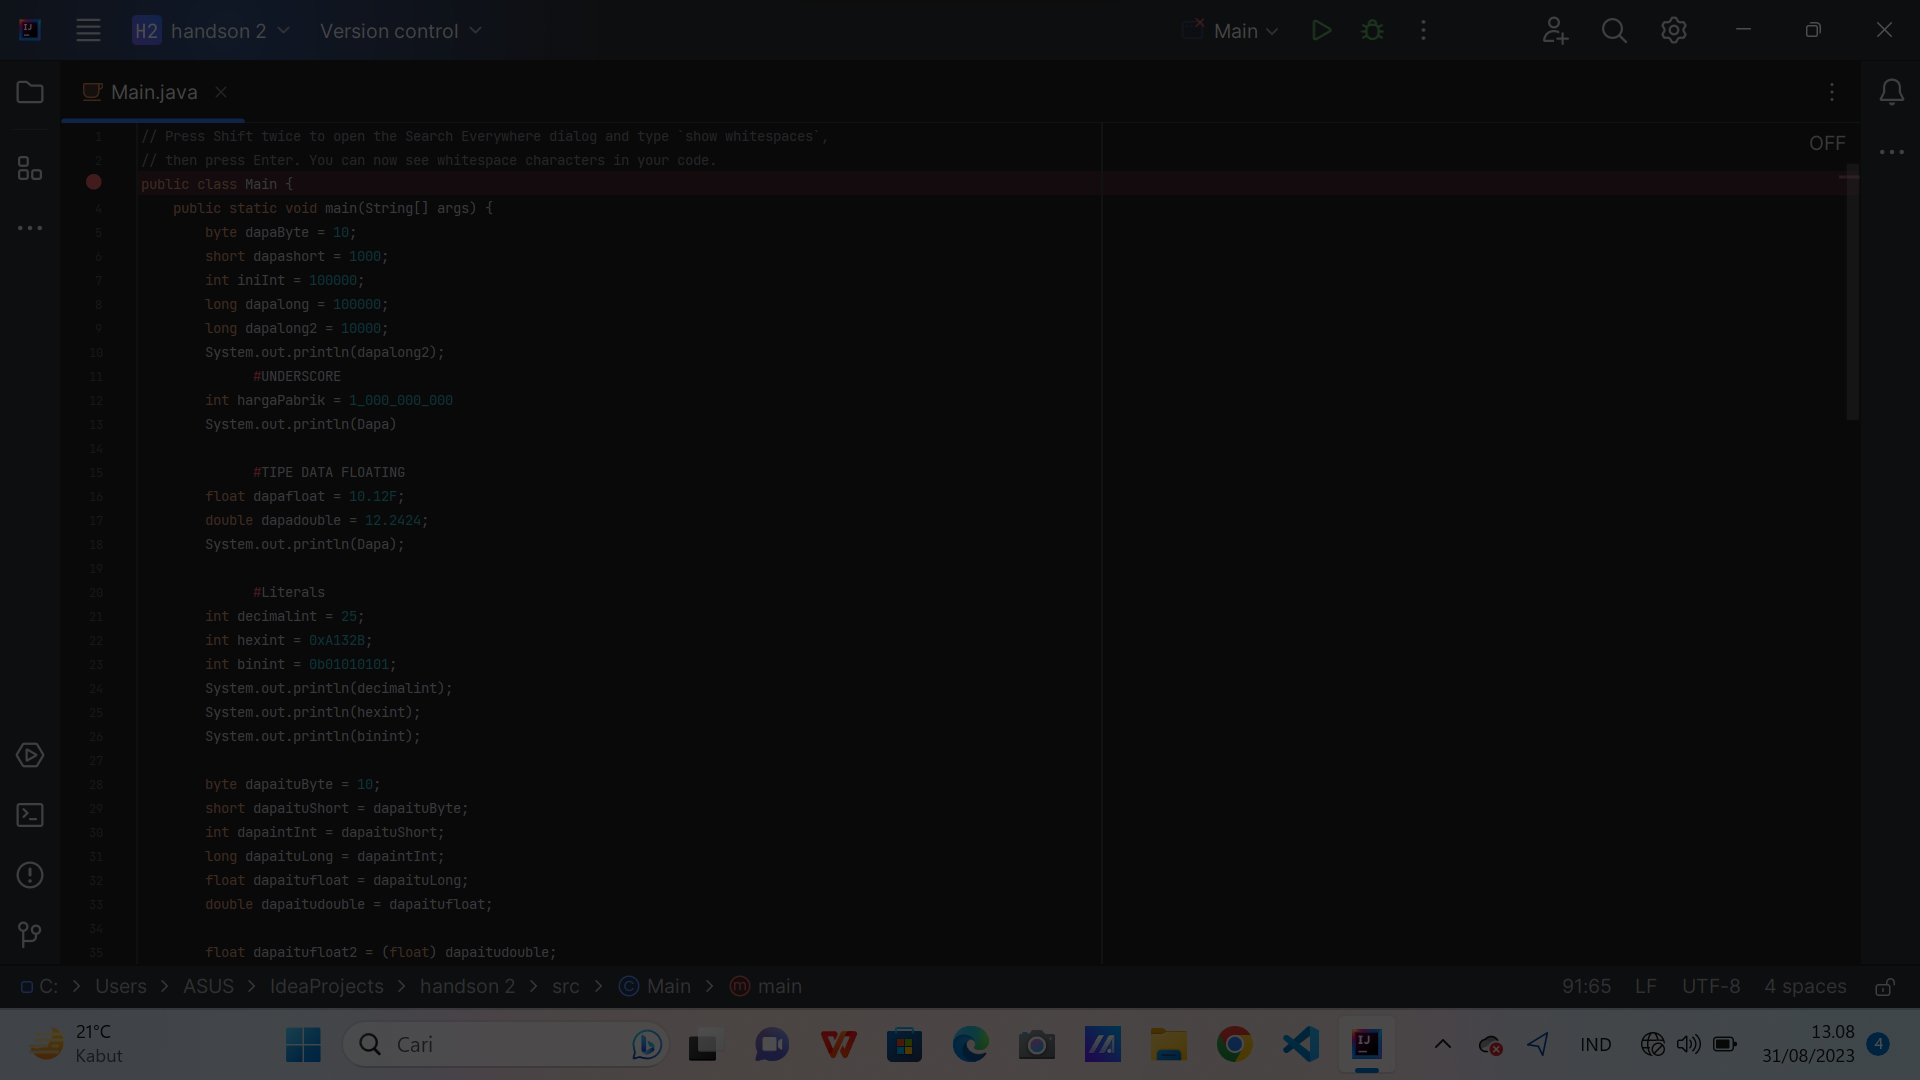 H2 handson 2 Version control Main
Main.java
OFF
1 // Press Shift twice to open the Search Everywhere dialog and type `show whitespaces`,
2 // then press Enter. You can now see whitespace characters in your code.
public class Main {
4 public static void main(String[] args) {
5 byte dapaByte = 10;
6 short dapashort = 1000;
7 int iniInt = 100000;
8 long dapalong = 100000;
9 long dapalong2 = 10000;
10 System.out.println(dapalong2);
11 #UNDERSCORE
12 int hargaPabrik = 1_000_000_000
13 System.out.println(Dapa)
14
15 #TIPE DATA FLOATING
16 float dapafloat = 10.12F;
17 double dapadouble = 12.2424;
18 System.out.println(Dapa);
19
20 #Literals
21 int decimalint = 25;
22 int hexint = 0xA132B;
23 int binint = 0b01010101;
24 System.out.println(decimalint);
25 System.out.println(hexint);
26 System.out.println(binint);
27
28 byte dapaituByte = 10;
29 short dapaituShort = dapaituByte;
30 int dapaintInt = dapaituShort;
31 long dapaituLong = dapaintInt;
32 float dapaitufloat = dapaituLong;
33 double dapaitudouble = dapaitufloat;
34
35 float dapaitufloat2 = (float) dapaitudouble;
C: > Users > ASUS > IdeaProjects > handson 2 > src > Main > main 91:65 LF UTF-8 4 spaces
21°C
Kabut
Cari
IND
13.08
31/08/2023
4